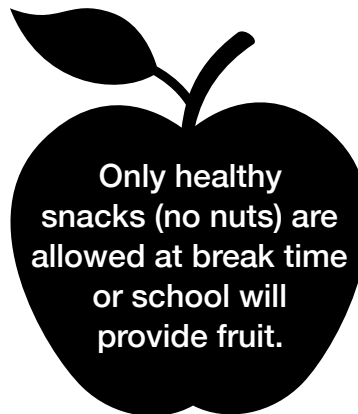 Only healthy
snacks (no nuts) are
allowed at break time
or school will
provide fruit.